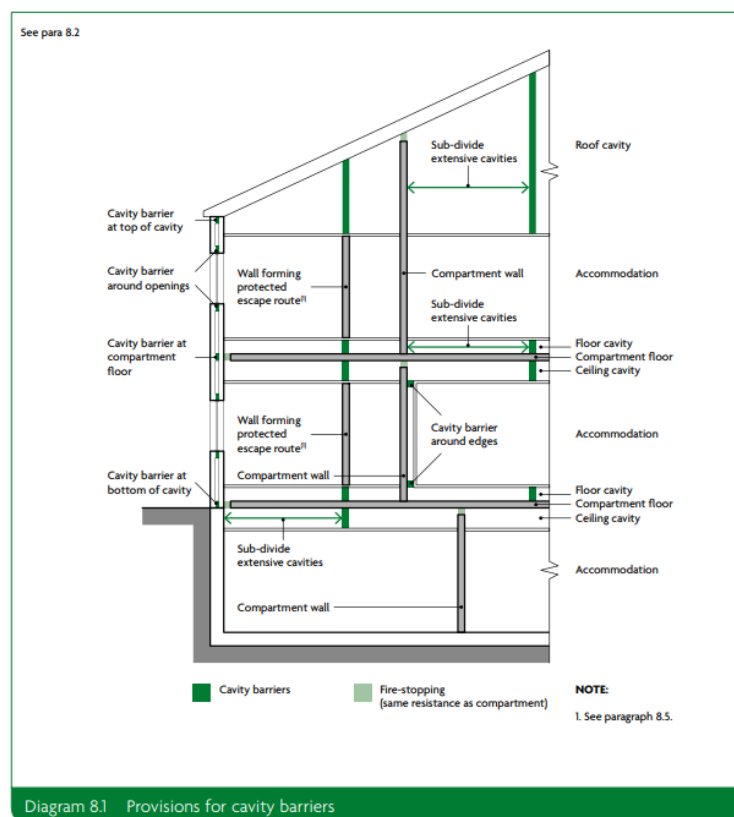 See para 8.2
Sub-divide
extensive cavities
Roof cavity
Cavity barrier
at top of cavity
Cavity barrier
around openings
Wall forming
protected
escape route⁽¹⁾
Compartment wall
Accommodation
Sub-divide
extensive cavities
Cavity barrier at
compartment
floor
Floor cavity
Compartment floor
Ceiling cavity
Wall forming
protected
escape route⁽¹⁾
Cavity barrier
around edges
Accommodation
Compartment wall
Cavity barrier at
bottom of cavity
Floor cavity
Compartment floor
Ceiling cavity
Sub-divide
extensive cavities
Accommodation
Compartment wall
Cavity barriers
Fire-stopping
(same resistance as compartment)
NOTE:
1. See paragraph 8.5.
Diagram 8.1 Provisions for cavity barriers